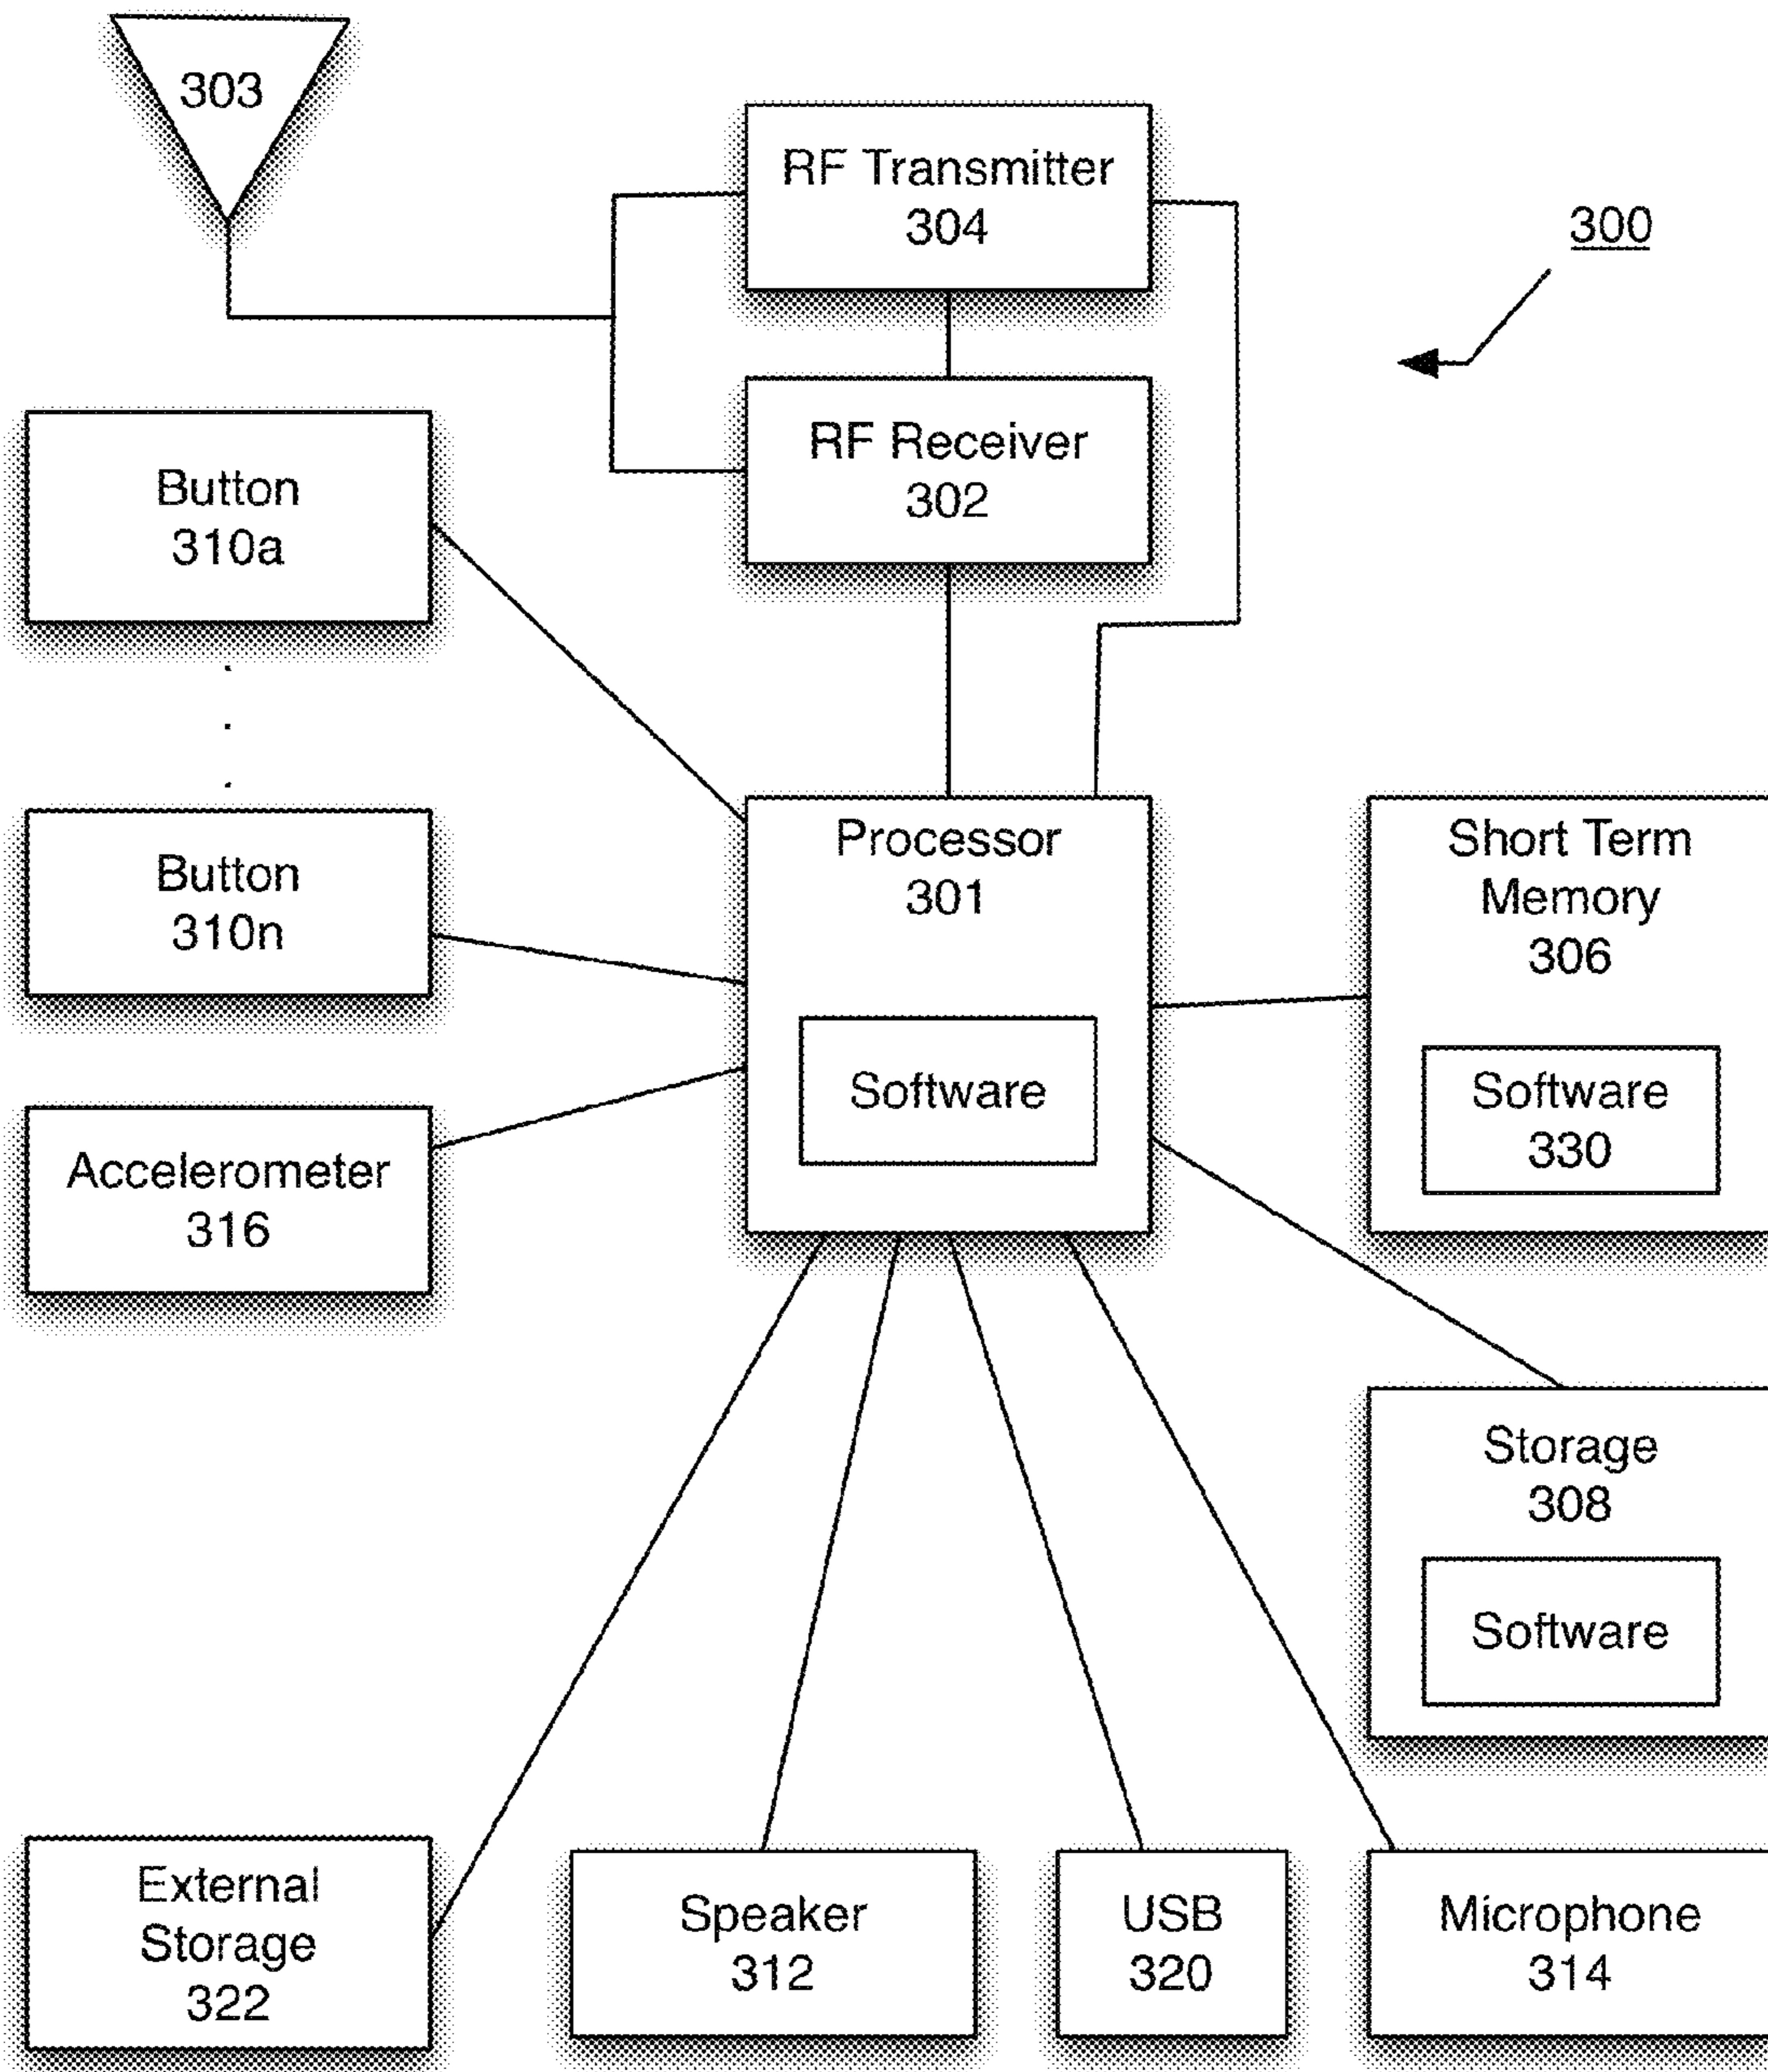 303
RF Transmitter
304
300
RF Receiver
302
Button
310a
Button
310n
Processor
301
Software
Short Term
Memory
306
Software
330
Accelerometer
316
Storage
308
Software
External
Storage
322
Speaker
312
USB
320
Microphone
314